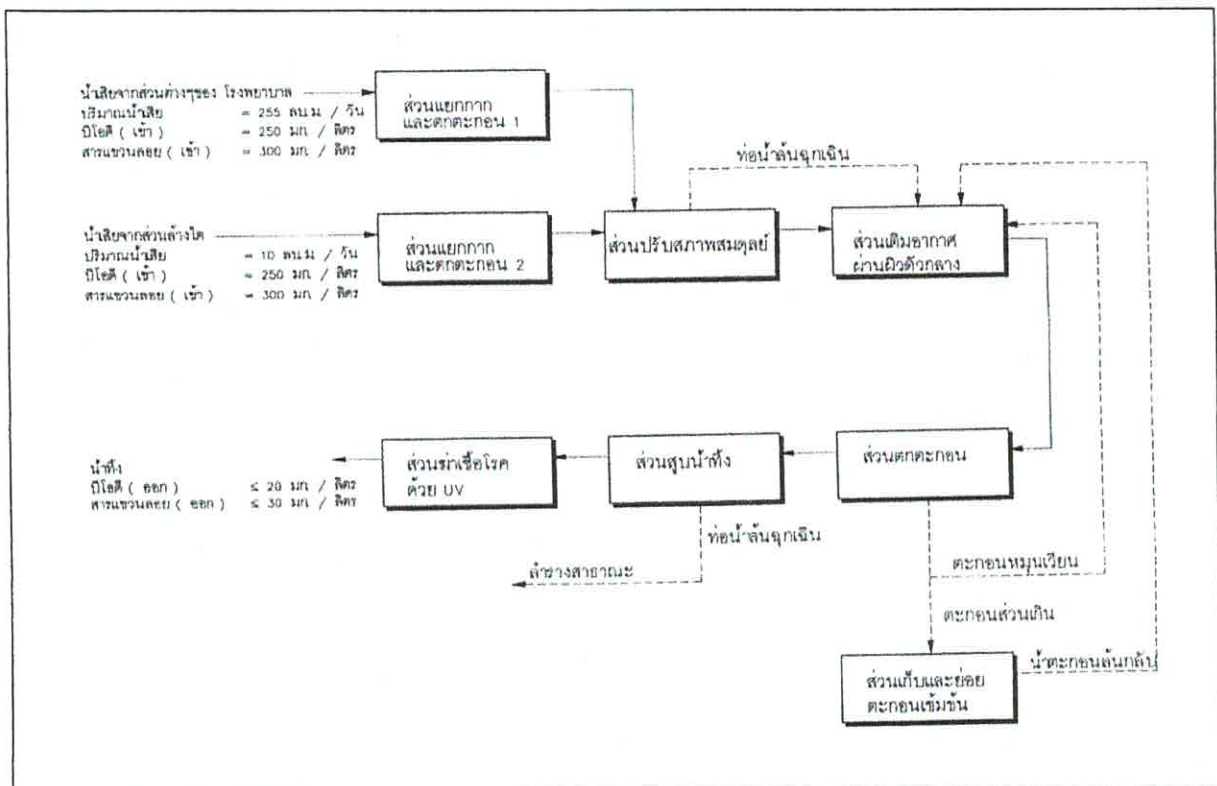 น้ำเสียจากส่วนต่างๆของ โรงพยาบาล
ปริมาณน้ำเสีย = 255 ลบ.ม / วัน
บีโอดี ( เข้า ) = 250 มก. / ลิตร
สารแขวนลอย ( เข้า ) = 300 มก. / ลิตร
ส่วนแยกกาก
และตกตะกอน 1
ท่อน้ำล้นฉุกเฉิน
น้ำเสียจากส่วนล้างไต
ปริมาณน้ำเสีย = 10 ลบ.ม / วัน
บีโอดี ( เข้า ) = 250 มก. / ลิตร
สารแขวนลอย ( เข้า ) = 300 มก. / ลิตร
ส่วนแยกกาก
และตกตะกอน 2
ส่วนปรับสภาพสมดุลย์
ส่วนเติมอากาศ
ผ่านผิวตัวกลาง
น้ำทิ้ง
บีโอดี ( ออก ) ≤ 20 มก. / ลิตร
สารแขวนลอย ( ออก ) ≤ 30 มก. / ลิตร
ส่วนฆ่าเชื้อโรค
ด้วย UV
ส่วนสูบน้ำทิ้ง
ส่วนตกตะกอน
ท่อน้ำล้นฉุกเฉิน
ลำรางสาธาณะ
ตะกอนหมุนเวียน
ตะกอนส่วนเกิน
ส่วนเก็บและย่อย
ตะกอนเข้มข้น
น้ำตะกอนล้นกลับ